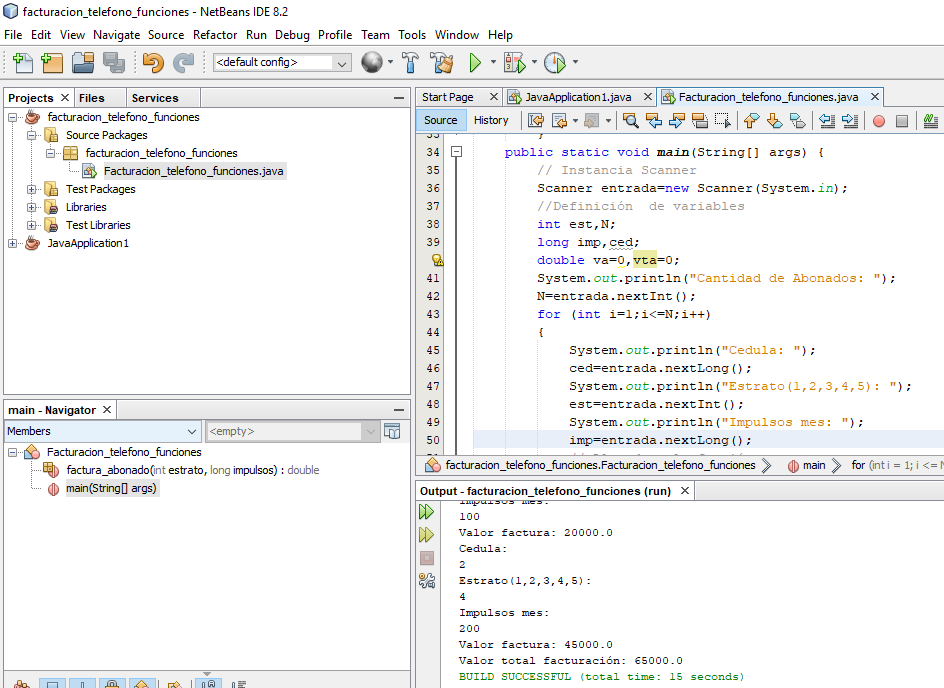 facturacion_telefono_funciones - NetBeans IDE 8.2
File Edit View Navigate Source Refactor Run Debug Profile Team Tools Window Help
<default config>
Projects Files Services
facturacion_telefono_funciones
Source Packages
facturacion_telefono_funciones
Facturacion_telefono_funciones.java
Test Packages
Libraries
Test Libraries
JavaApplication1
main - Navigator
Members <empty>
Facturacion_telefono_funciones
factura_abonado(int estrato, long impulsos) : double
main(String[] args)
Start Page JavaApplication1.java Facturacion_telefono_funciones.java
Source History
33 }
34 public static void main(String[] args) {
35 // Instancia Scanner
36 Scanner entrada=new Scanner(System.in);
37 //Definición  de variables
38 int est,N;
39 long imp,ced;
double va=0,vta=0;
41 System.out.println("Cantidad de Abonados: ");
42 N=entrada.nextInt();
43 for (int i=1;i<=N;i++)
44 {
45 System.out.println("Cedula: ");
46 ced=entrada.nextLong();
47 System.out.println("Estrato(1,2,3,4,5): ");
48 est=entrada.nextInt();
49 System.out.println("Impulsos mes: ");
50 imp=entrada.nextLong();
facturacion_telefono_funciones.Facturacion_telefono_funciones main for (int i = 1; i <= N
Output - facturacion_telefono_funciones (run)
Impulsos mes:
100
Valor factura: 20000.0
Cedula:
2
Estrato(1,2,3,4,5):
4
Impulsos mes:
200
Valor factura: 45000.0
Valor total facturación: 65000.0
BUILD SUCCESSFUL (total time: 15 seconds)